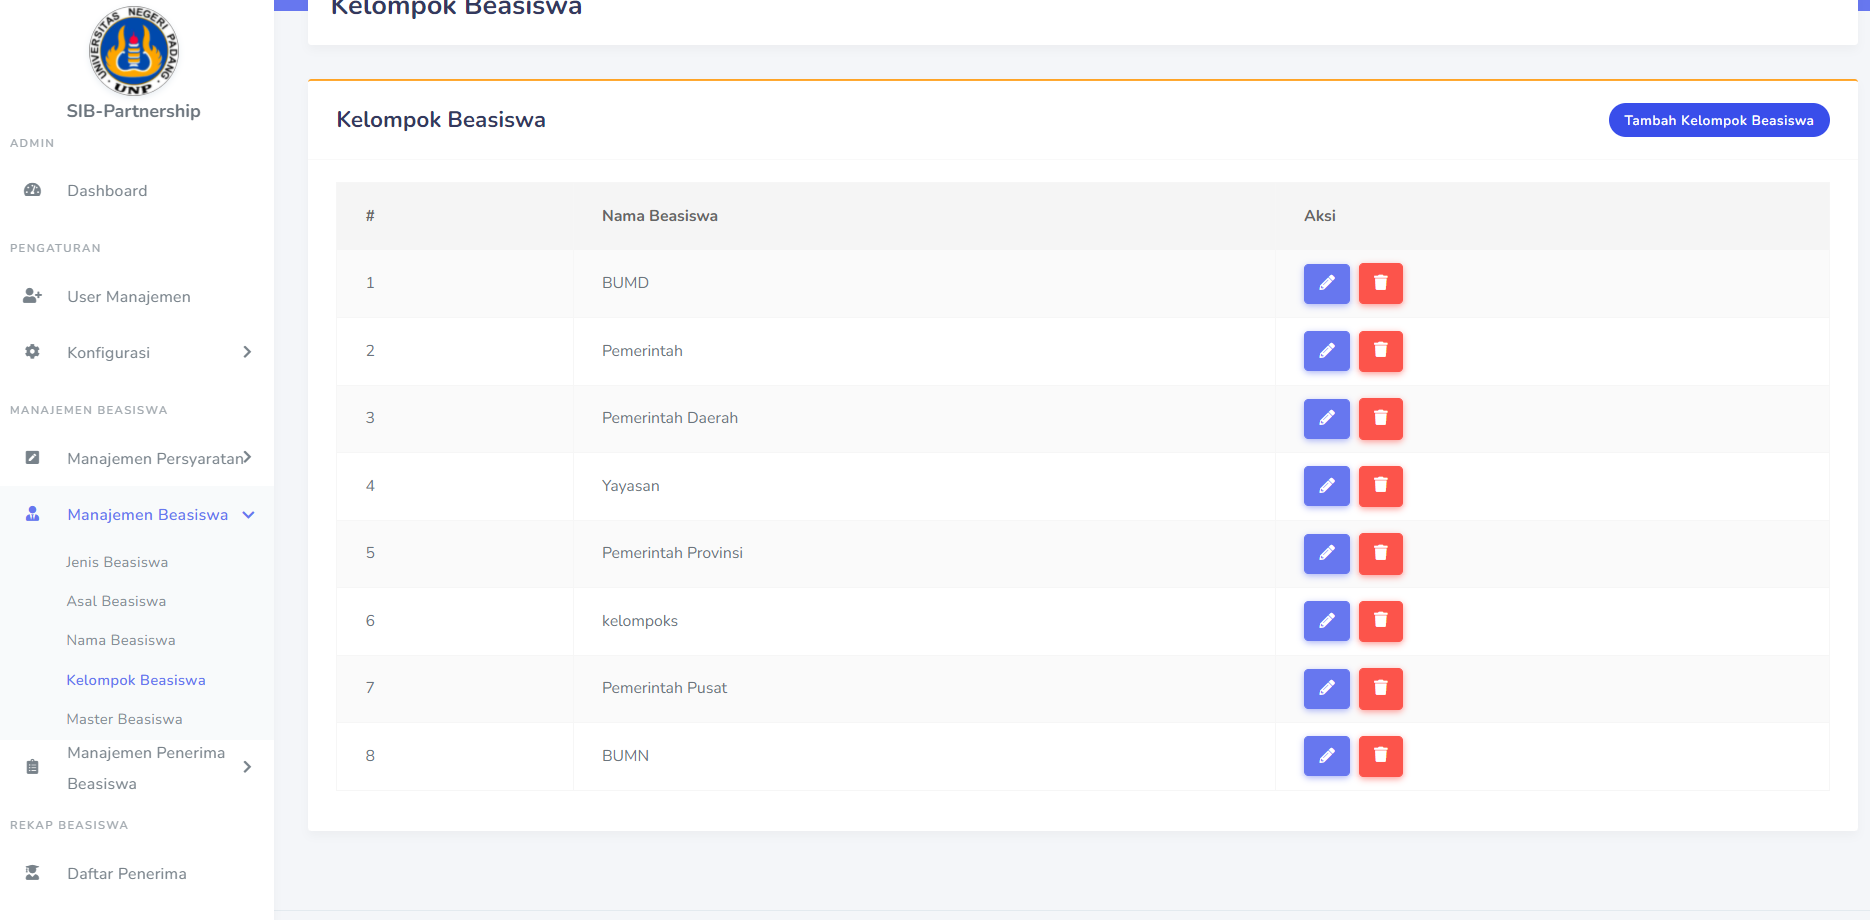 UNIVERSITAS NEGERI PADANG
UNP
SIB-Partnership
ADMIN
Dashboard
PENGATURAN
User Manajemen
Konfigurasi
MANAJEMEN BEASISWA
Manajemen Persyaratan
Manajemen Beasiswa
Jenis Beasiswa
Asal Beasiswa
Nama Beasiswa
Kelompok Beasiswa
Master Beasiswa
Manajemen Penerima
Beasiswa
REKAP BEASISWA
Daftar Penerima
Kelompok Beasiswa
Kelompok Beasiswa
Tambah Kelompok Beasiswa
# Nama Beasiswa Aksi
1 BUMD
2 Pemerintah
3 Pemerintah Daerah
4 Yayasan
5 Pemerintah Provinsi
6 kelompoks
7 Pemerintah Pusat
8 BUMN